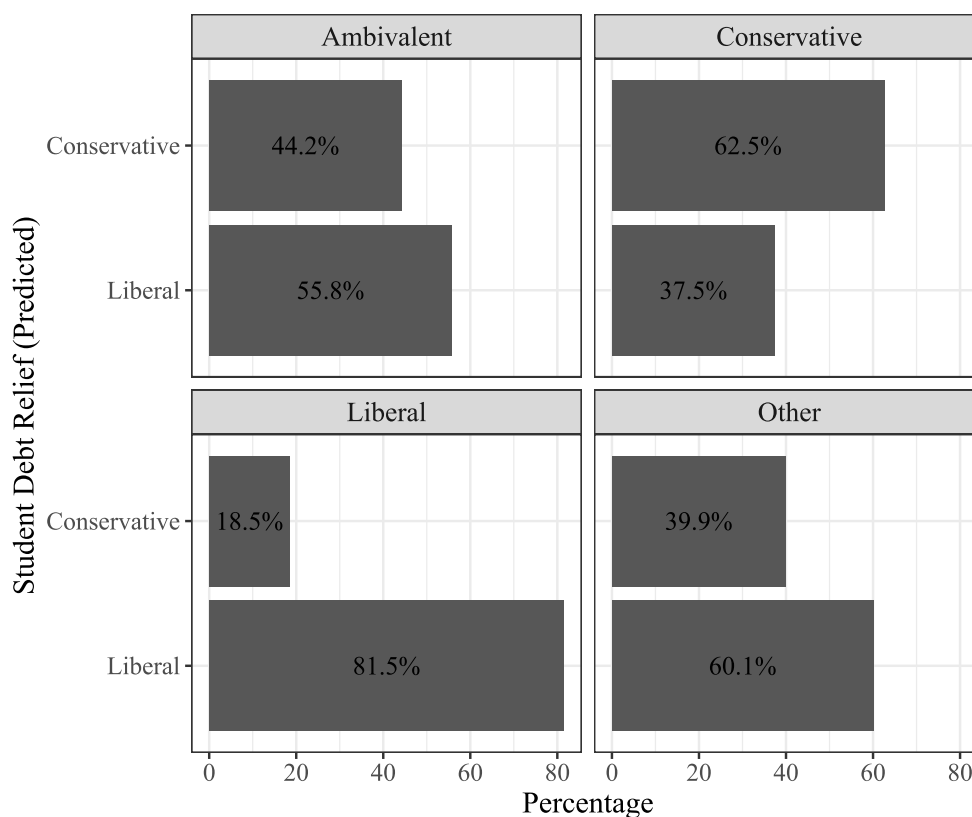 Ambivalent
Conservative
Conservative
44.2%
62.5%
Liberal
55.8%
37.5%
Student Debt Relief (Predicted)
Liberal
Other
Conservative
18.5%
39.9%
Liberal
81.5%
60.1%
0 20 40 60 80 0 20 40 60 80
Percentage